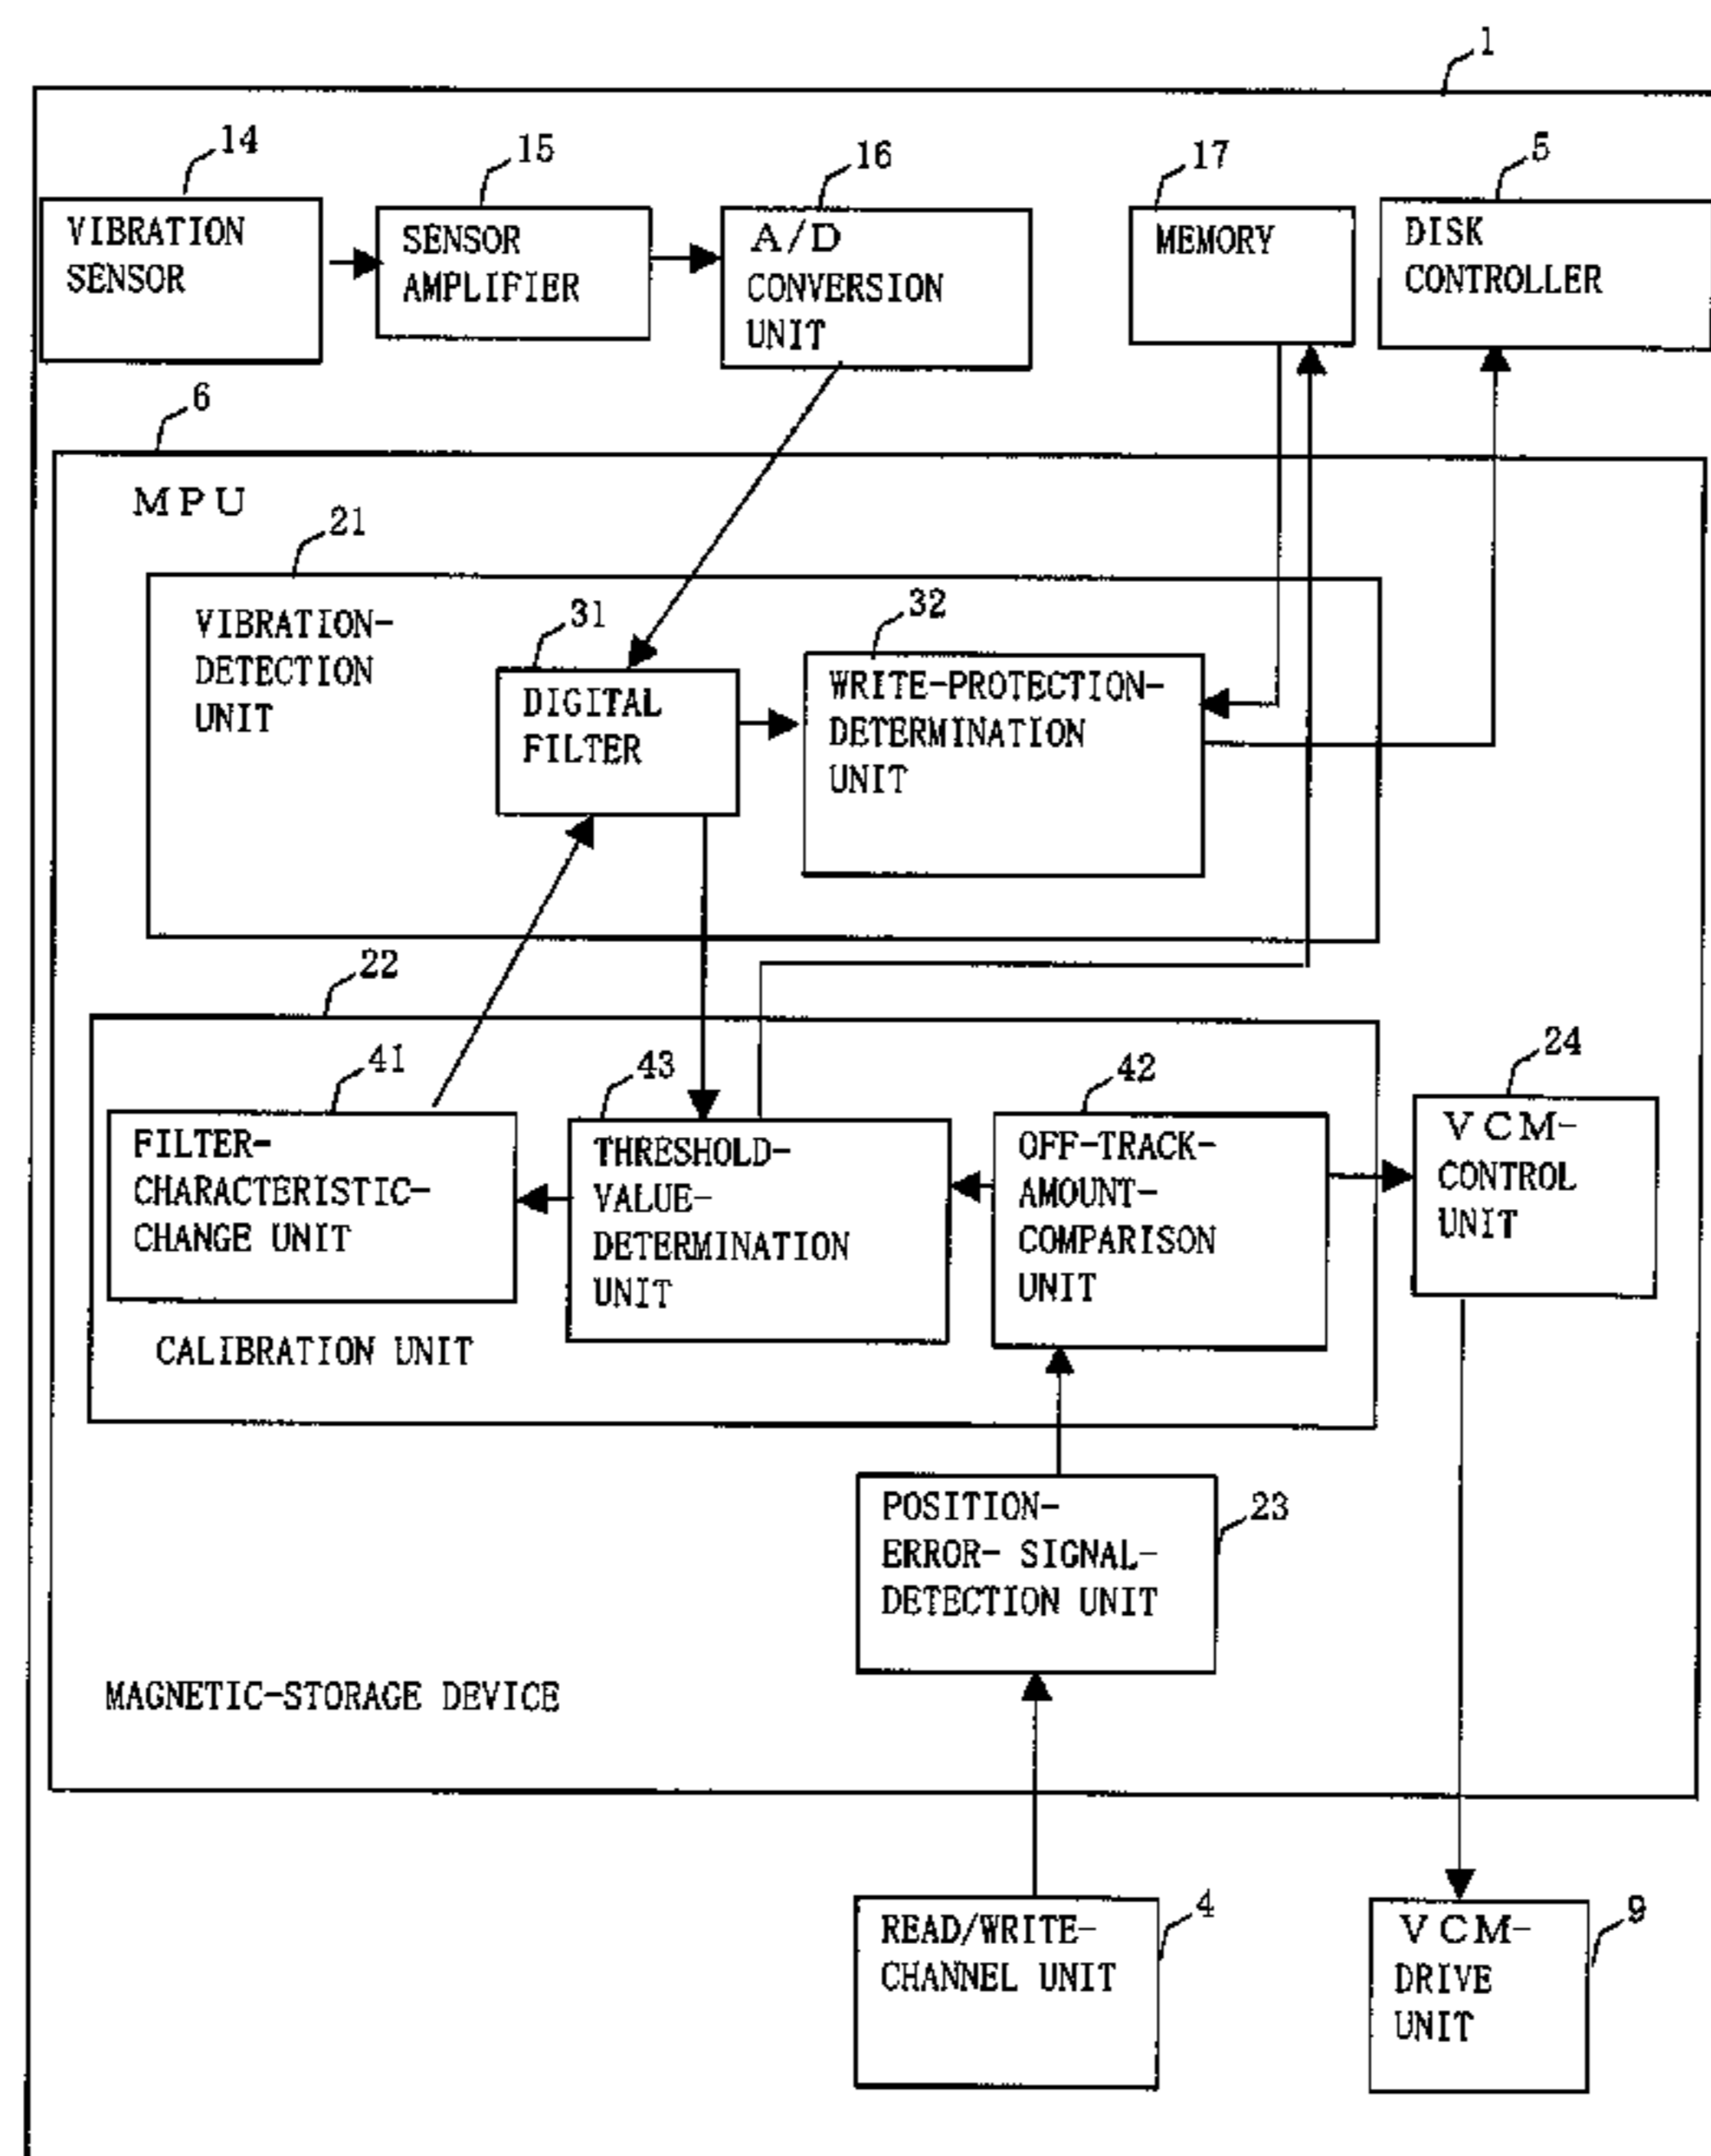 1
14
15
16
17
5
VIBRATION
SENSOR
SENSOR
AMPLIFIER
A/D
CONVERSION
UNIT
MEMORY
DISK
CONTROLLER
6
MPU
21
VIBRATION-
DETECTION
UNIT
31
DIGITAL
FILTER
32
WRITE-PROTECTION-
DETERMINATION
UNIT
22
41
FILTER-
CHARACTERISTIC-
CHANGE UNIT
43
THRESHOLD-
VALUE-
DETERMINATION
UNIT
42
OFF-TRACK-
AMOUNT-
COMPARISON
UNIT
24
VCM-
CONTROL
UNIT
CALIBRATION UNIT
POSITION-
ERROR- SIGNAL-
DETECTION UNIT
23
MAGNETIC-STORAGE DEVICE
READ/WRITE-
CHANNEL UNIT
4
VCM-
DRIVE
UNIT
9